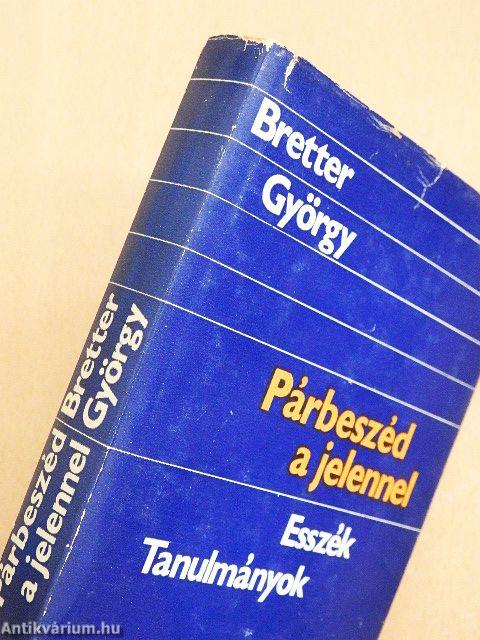 Bretter
György
Párbeszéd
a jelennel
Esszék
Tanulmányok
Bretter
György
Párbeszéd
a jelennel
Antikvárium.hu